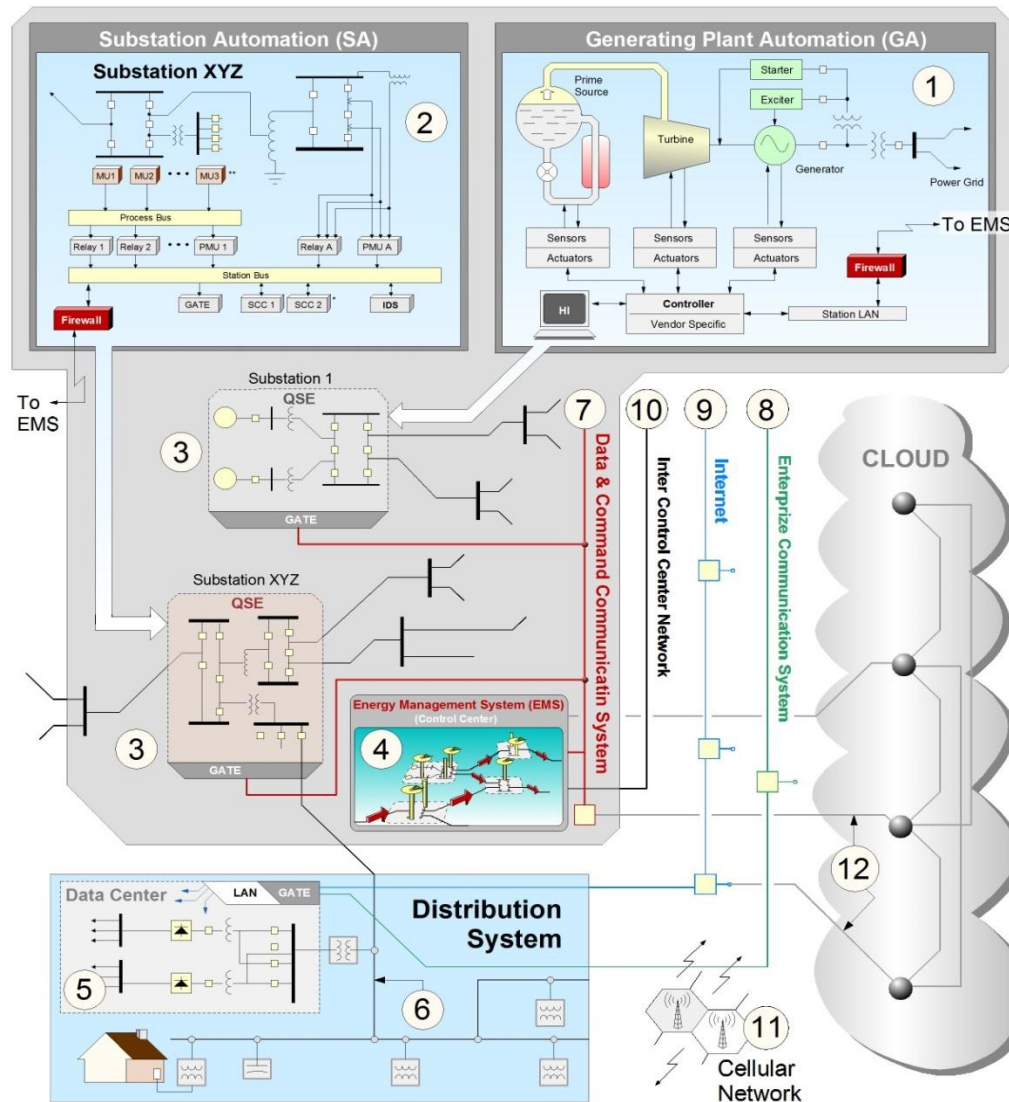 Substation Automation (SA)
Substation XYZ
2
MU1
MU2
MU3
**
Process Bus
Relay 1
Relay 2
PMU 1
Relay A
PMU A
Station Bus
GATE
SCC 1
SCC 2
*
IDS
Firewall
To
EMS
Generating Plant Automation (GA)
Prime
Source
Starter
Exciter
1
Turbine
Generator
Power Grid
To EMS
Sensors
Actuators
Sensors
Actuators
Sensors
Actuators
Firewall
HI
Controller
Vendor Specific
Station LAN
Substation 1
QSE
3
GATE
7
10
9
8
Data & Command Communicatin System
Inter Control Center Network
Internet
Enterprize Communication System
CLOUD
Substation XYZ
QSE
3
GATE
Energy Management System (EMS)
(Control Center)
4
12
Data Center
LAN
GATE
Distribution
System
5
6
11
Cellular
Network